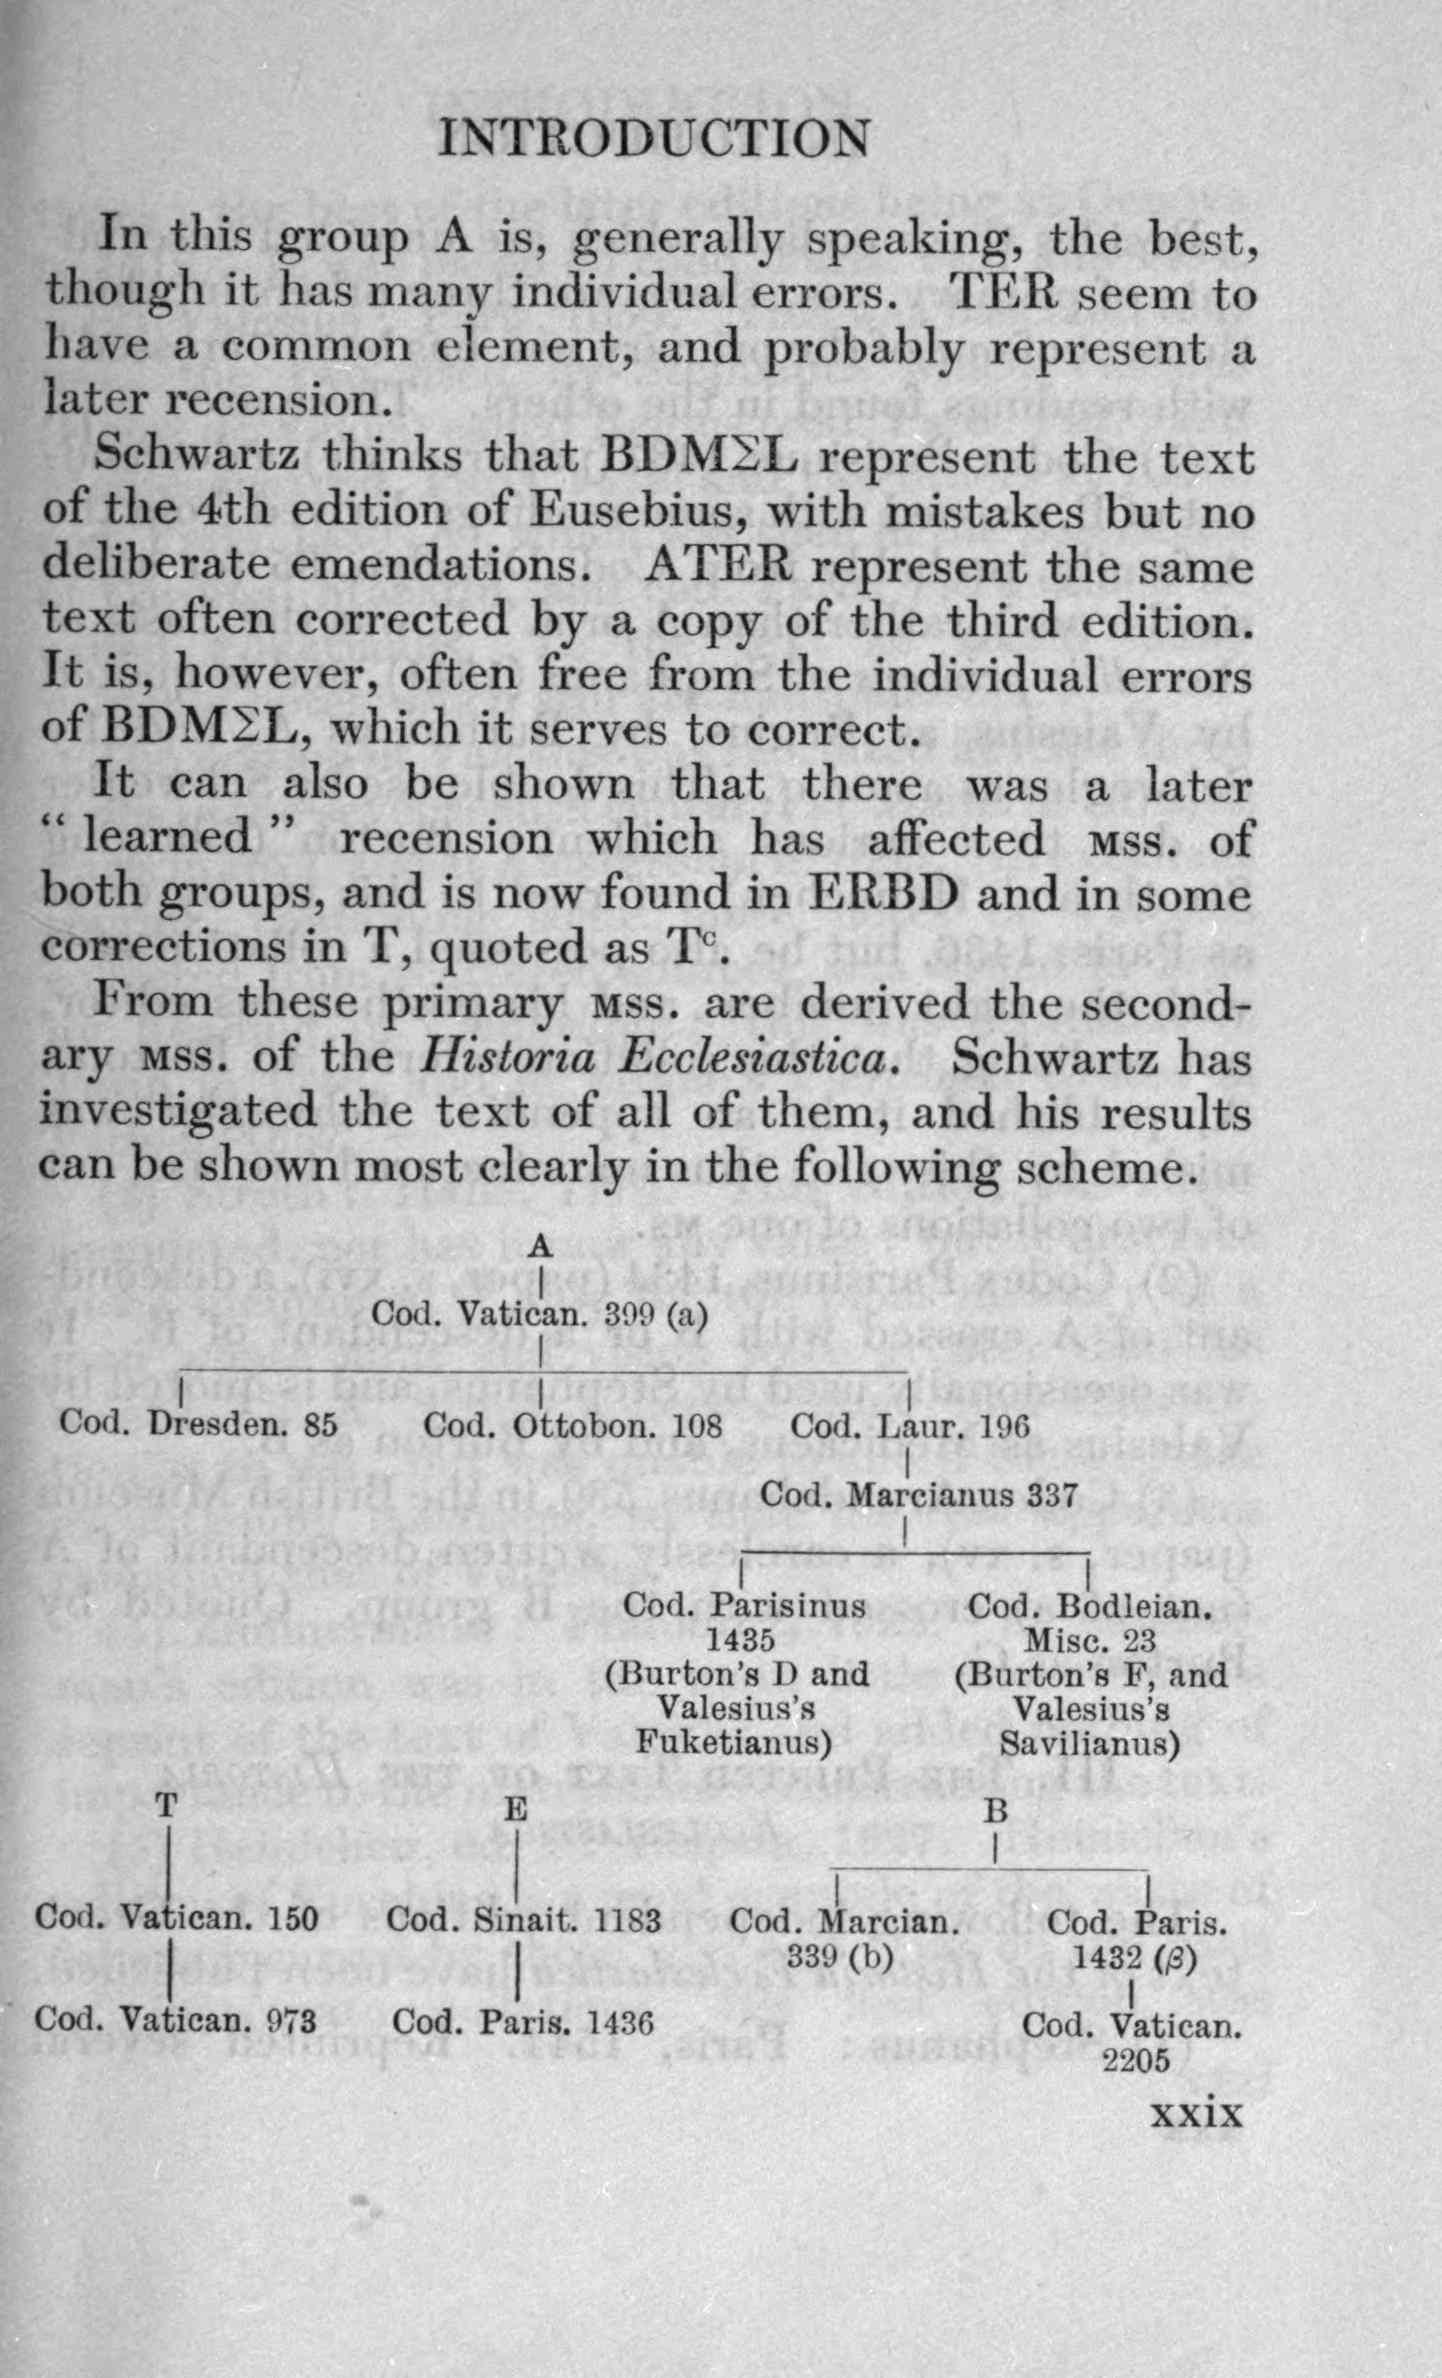 INTRODUCTION
In this group A is, generally speaking, the best,
though it has many individual errors. TER seem to
have a common element, and probably represent a
later recension.
Schwartz thinks that BDMΣL represent the text
of the 4th edition of Eusebius, with mistakes but no
deliberate emendations. ATER represent the same
text often corrected by a copy of the third edition.
It is, however, often free from the individual errors
of BDMΣL, which it serves to correct.
It can also be shown that there was a later
“ learned ” recension which has affected MSS. of
both groups, and is now found in ERBD and in some
corrections in T, quoted as Tᶜ.
From these primary MSS. are derived the second-
ary MSS. of the Historia Ecclesiastica. Schwartz has
investigated the text of all of them, and his results
can be shown most clearly in the following scheme.
A
Cod. Vatican. 399 (a)
Cod. Dresden. 85 Cod. Ottobon. 108 Cod. Laur. 196
Cod. Marcianus 337
Cod. Parisinus Cod. Bodleian.
1435 Misc. 23
(Burton's D and (Burton's F, and
Valesius's Valesius's
Fuketianus) Savilianus)
T E B
Cod. Vatican. 150 Cod. Sinait. 1183 Cod. Marcian. Cod. Paris.
339 (b) 1432 (β)
Cod. Vatican. 973 Cod. Paris. 1436 Cod. Vatican.
2205
xxix